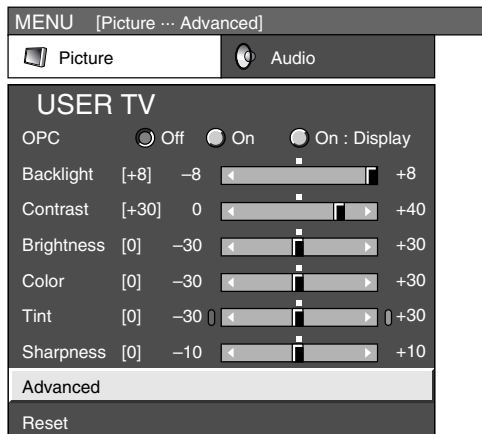 MENU [Picture ··· Advanced]
Picture Audio
USER TV
OPC Off On On : Display
Backlight [+8] –8 +8
Contrast [+30] 0 +40
Brightness [0] –30 +30
Color [0] –30 +30
Tint [0] –30 +30
Sharpness [0] –10 +10
Advanced
Reset